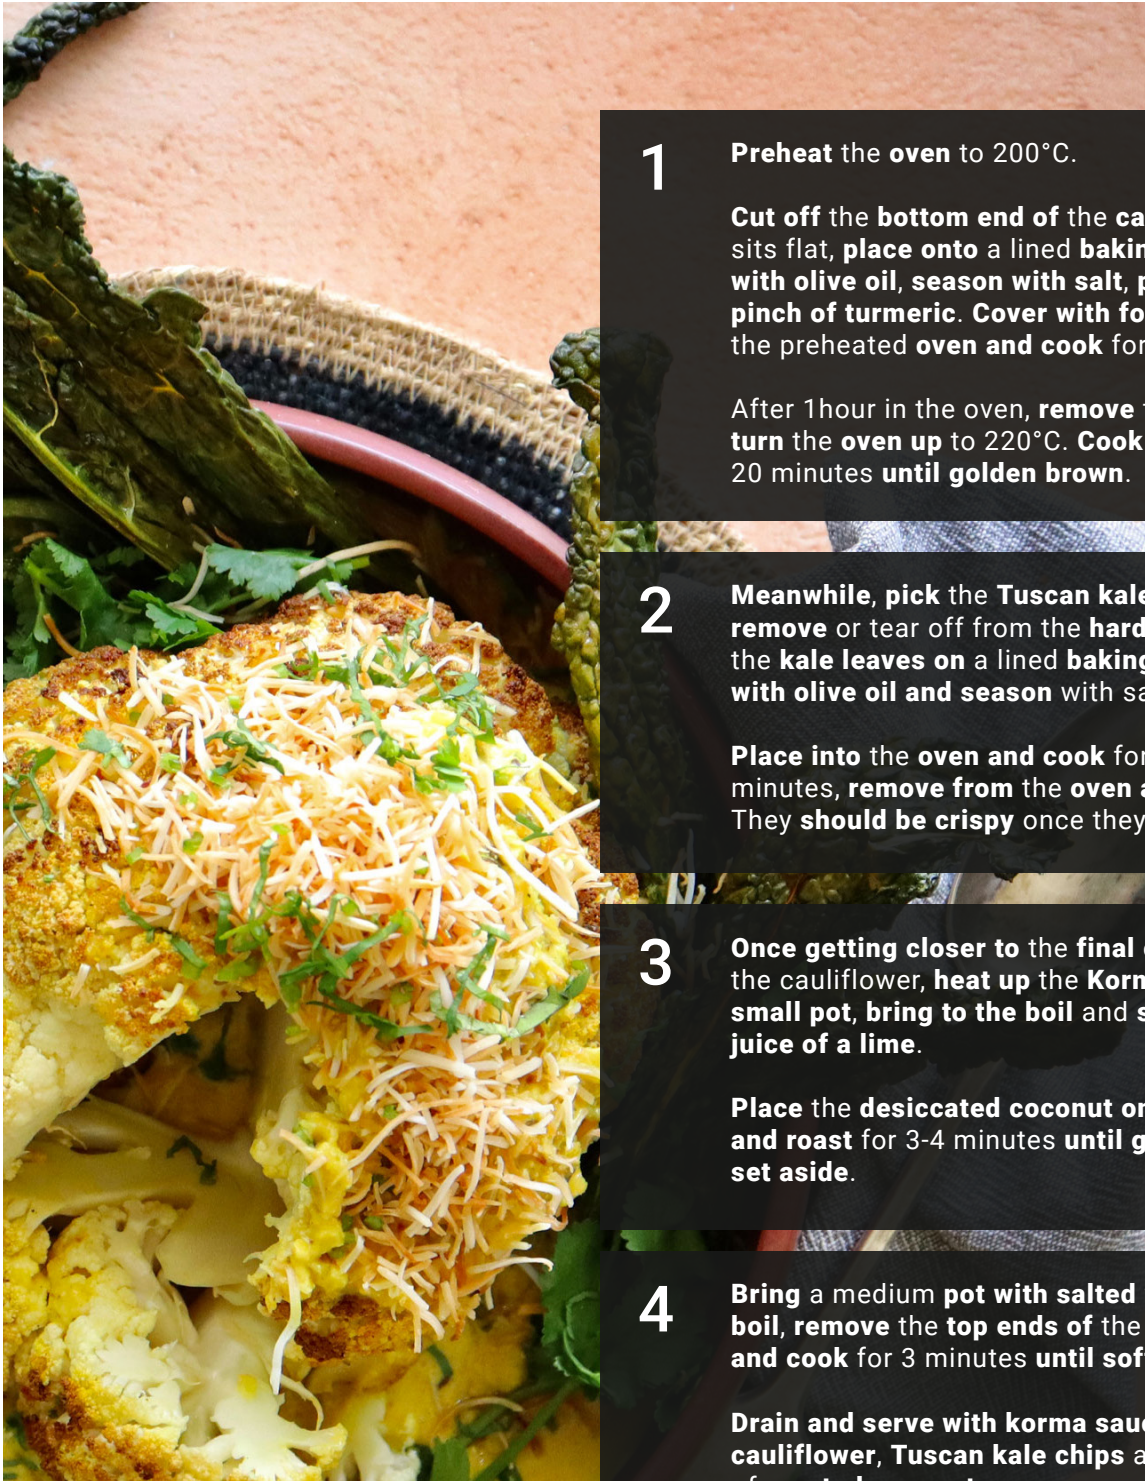 1
Preheat the oven to 200°C.
Cut off the bottom end of the
sits flat, place onto a lined
with olive oil, season with salt,
pinch of turmeric. Cover with
the preheated oven and cook for
After 1hour in the oven, remove
turn the oven up to 220°C. Cook
20 minutes until golden brown.
2
Meanwhile, pick the Tuscan kale
remove or tear off from the hard
the kale leaves on a lined baking
with olive oil and season with
Place into the oven and cook for
minutes, remove from the oven
They should be crispy once they
3
Once getting closer to the final
the cauliflower, heat up the
small pot, bring to the boil and
juice of a lime.
Place the desiccated coconut
and roast for 3-4 minutes until
set aside.
4
Bring a medium pot with salted
boil, remove the top ends of the
and cook for 3 minutes until
Drain and serve with korma
cauliflower, Tuscan kale chips